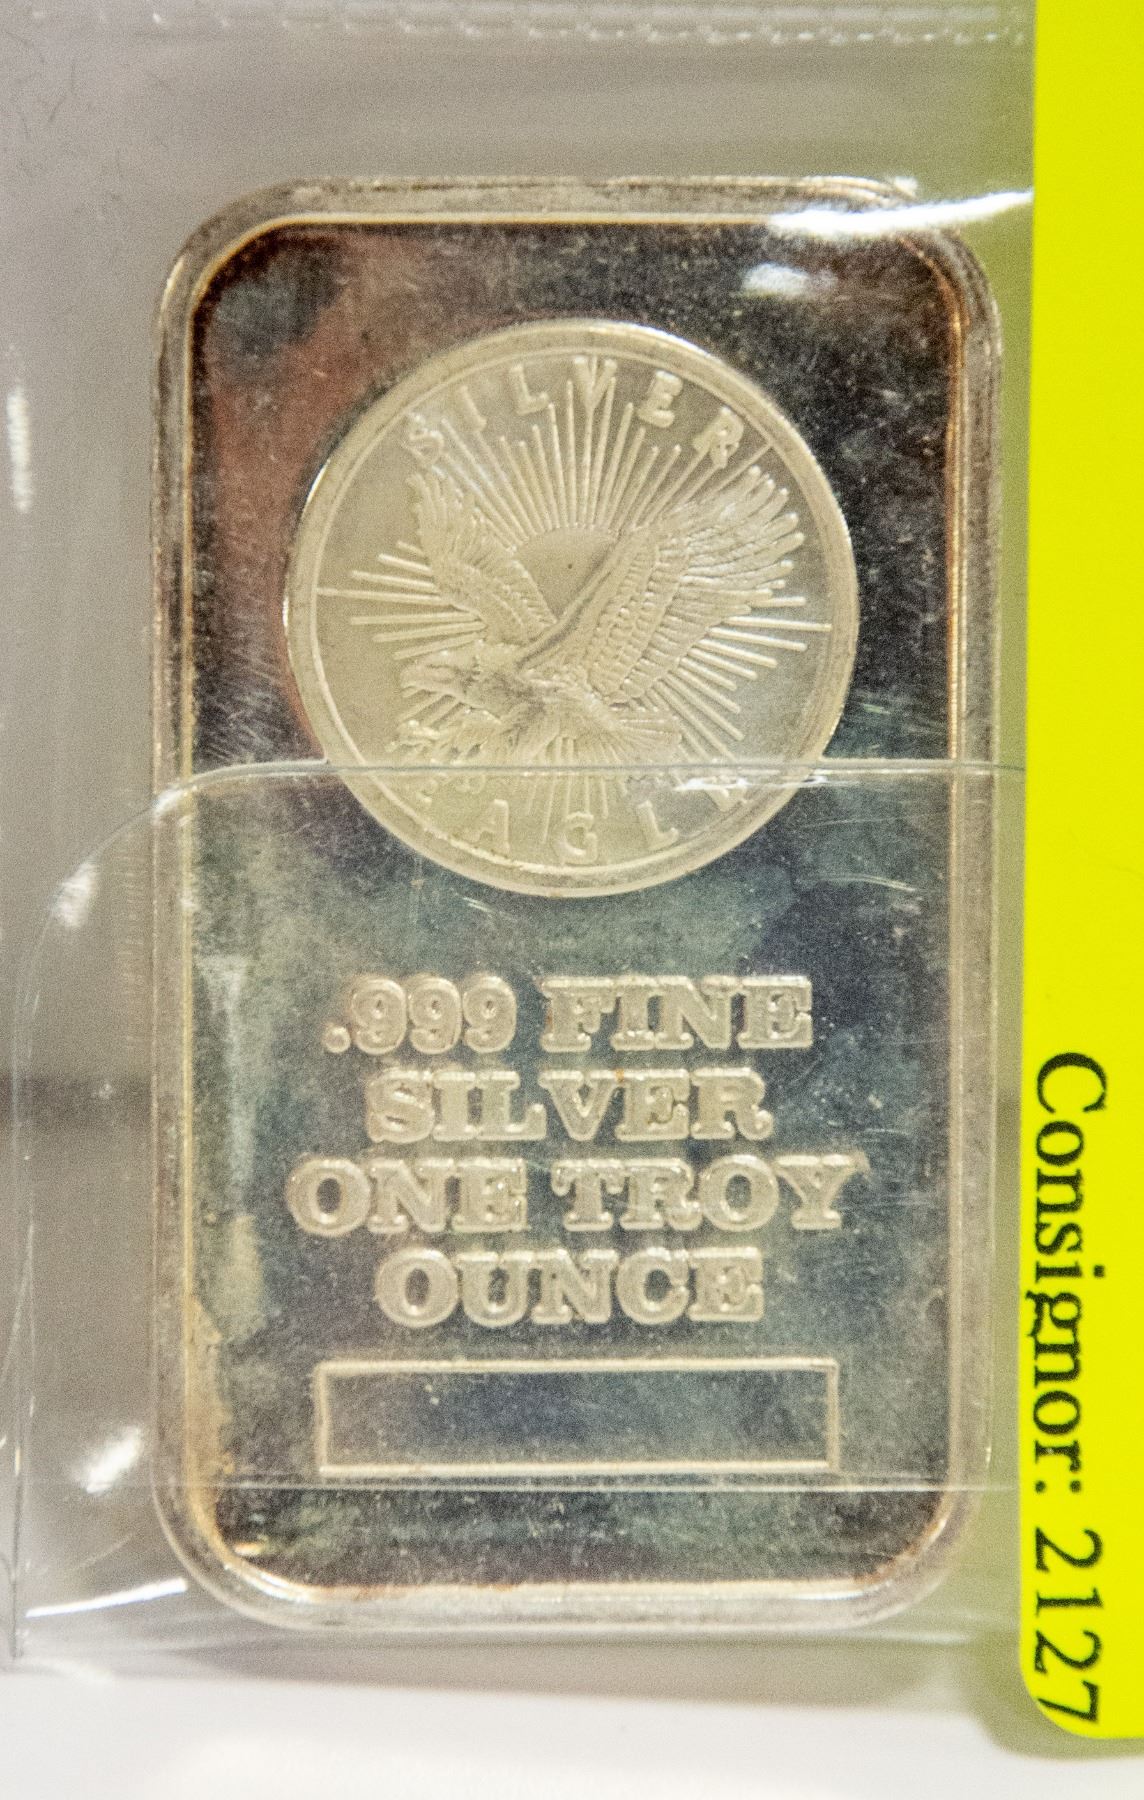 SILVER
EAGLE
.999 FINE
SILVER
ONE TROY
OUNCE
Consignor: 2127